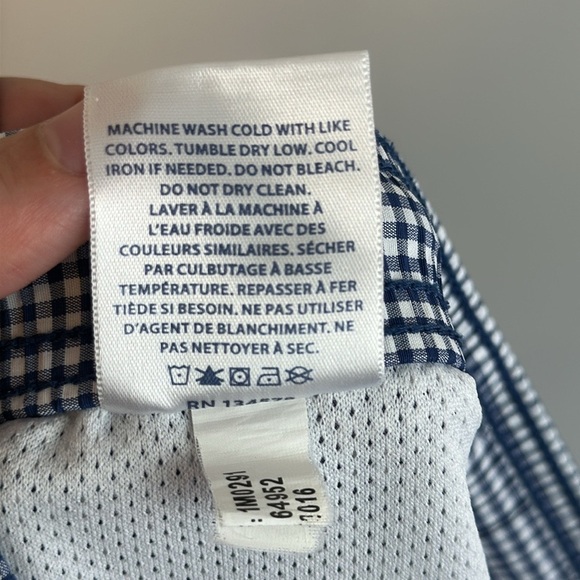 MACHINE WASH COLD WITH LIKE
COLORS. TUMBLE DRY LOW. COOL
IRON IF NEEDED. DO NOT BLEACH.
DO NOT DRY CLEAN.
LAVER À LA MACHINE À
L'EAU FROIDE AVEC DES
COULEURS SIMILAIRES. SÉCHER
PAR CULBUTAGE À BASSE
TEMPÉRATURE. REPASSER À FER
TIÈDE SI BESOIN. NE PAS UTILISER
D'AGENT DE BLANCHIMENT. NE
PAS NETTOYER À SEC.
RN
: 1M029
64952
2016